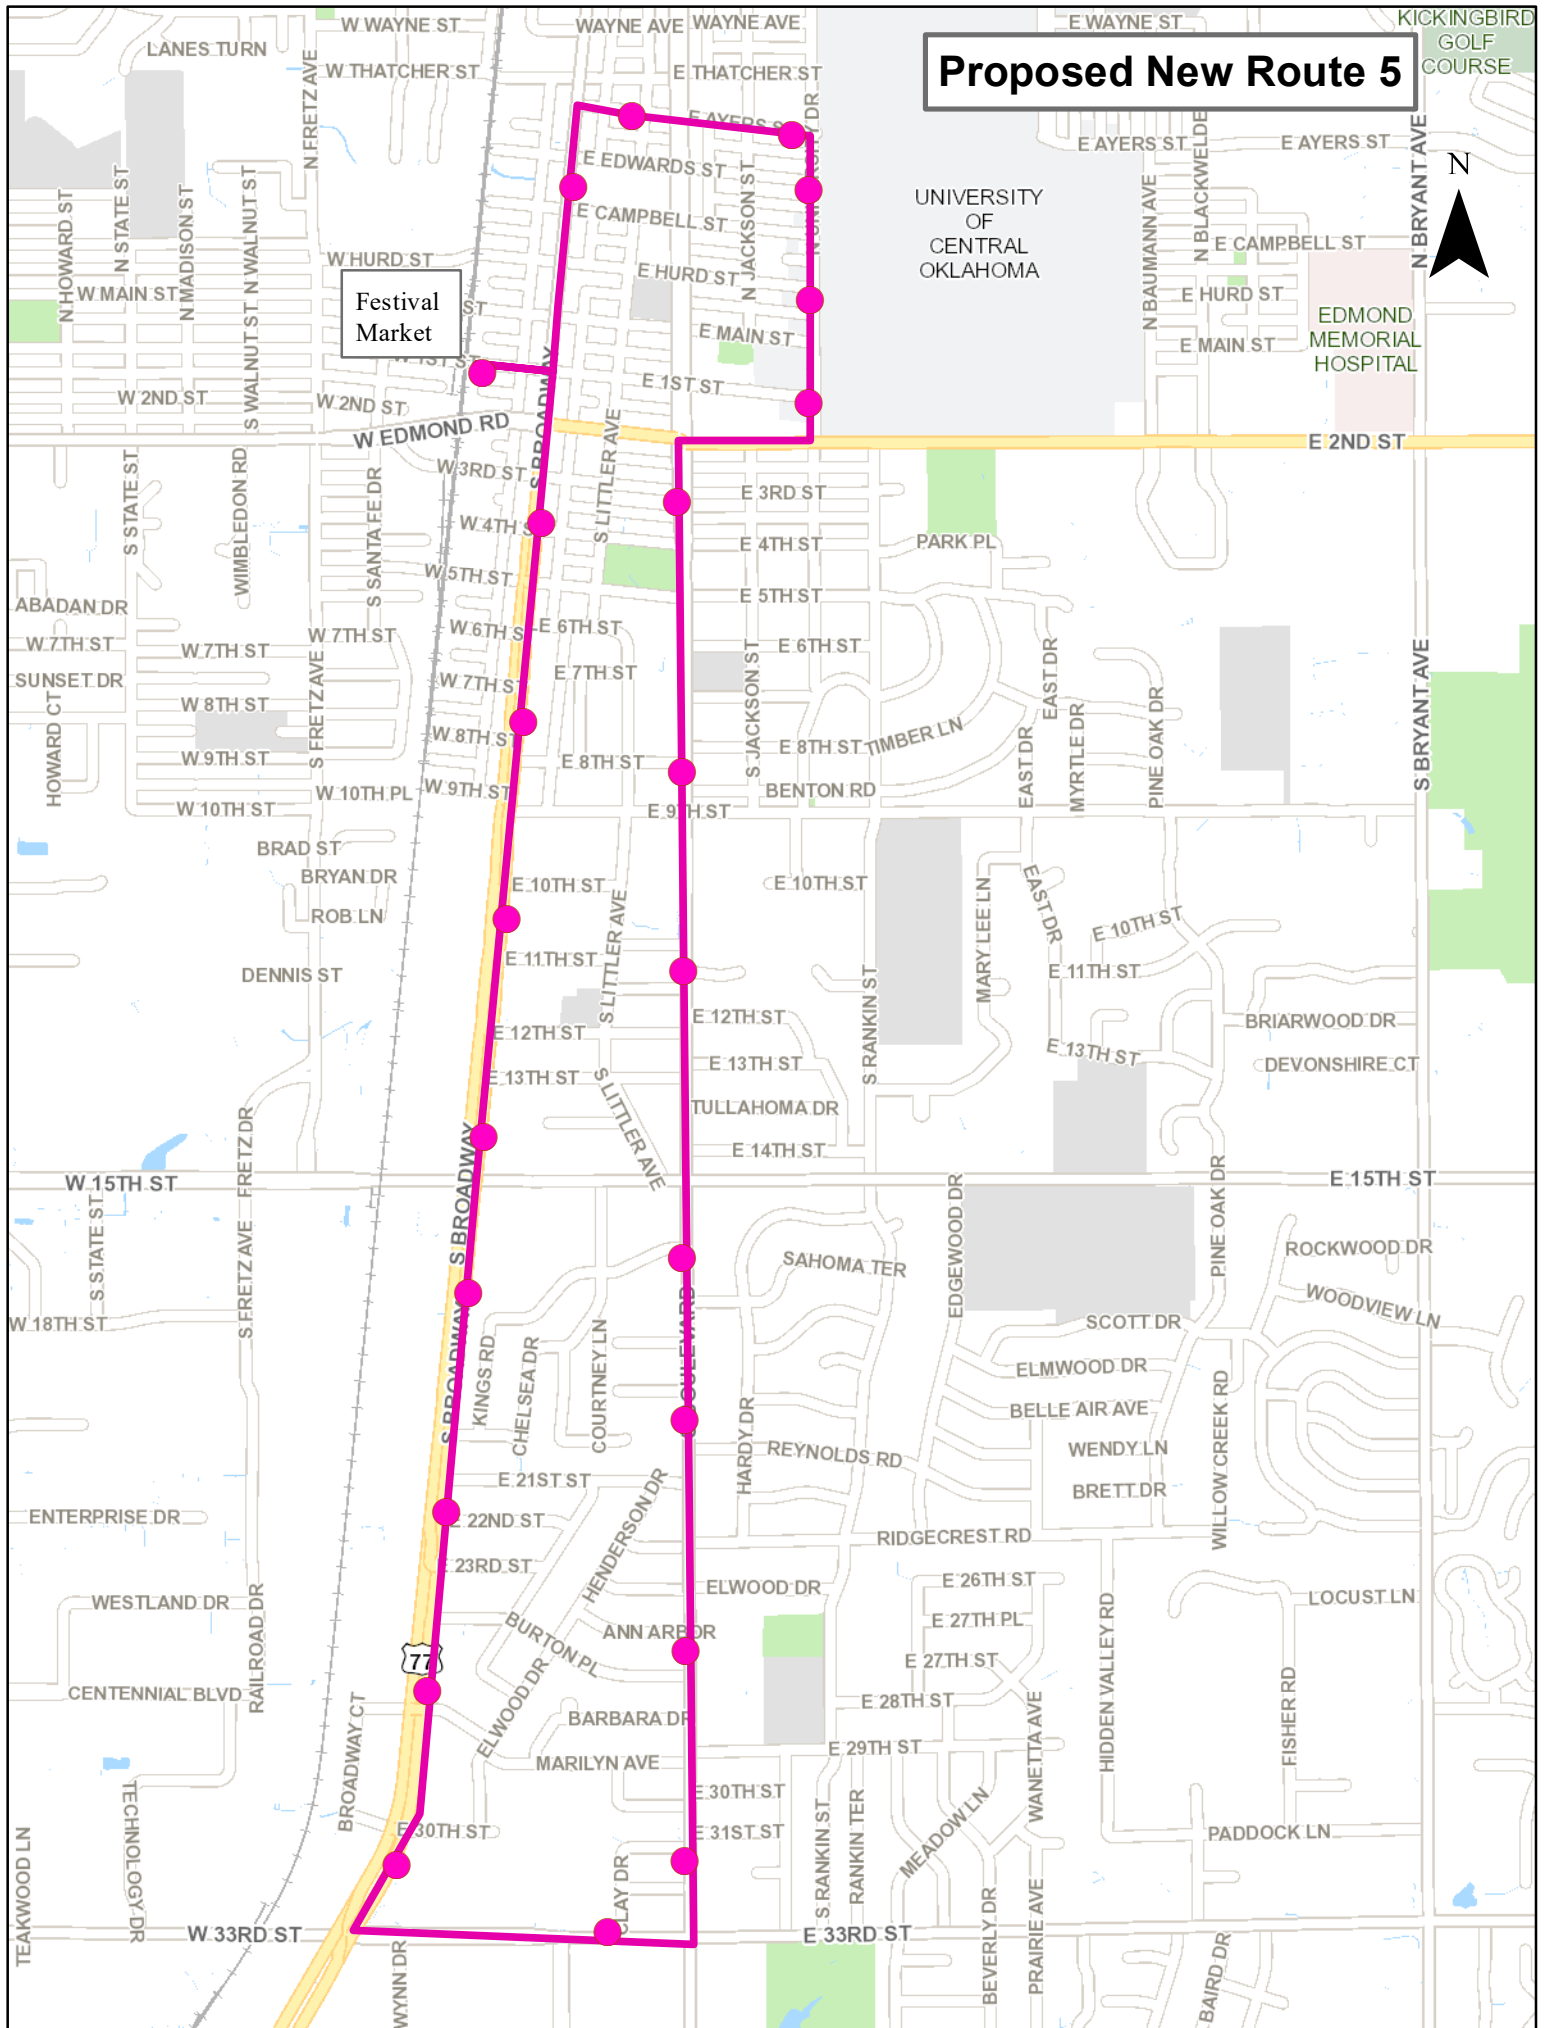 Proposed New Route 5
N
KICKINGBIRD
GOLF
COURSE
W WAYNE ST
WAYNE AVE
WAYNE AVE
E WAYNE ST
LANES TURN
W THATCHER ST
E THATCHER ST
N FRETZ AVE
E AYERS ST
E AYERS ST
N BRYANT AVE
E EDWARDS ST
N JACKSON ST
N BAUMANN AVE
UNIVERSITY
OF
CENTRAL
OKLAHOMA
N HOWARD ST
N STATE ST
N MADISON ST
N WALNUT ST
S WALNUT ST
E CAMPBELL ST
E CAMPBELL ST
W HURD ST
E HURD ST
E HURD ST
W MAIN ST
E MAIN ST
E MAIN ST
Festival
Market
EDMOND
MEMORIAL
HOSPITAL
E 1ST ST
W 2ND ST
W 2ND ST
W EDMOND RD
S BROADWAY
S LITTLER AVE
E 2ND ST
S STATE ST
WIMBLEDON RD
S SANTA FE DR
W 3RD ST
E 3RD ST
W 4TH S
E 4TH ST
PARK PL
W 5TH ST
E 5TH ST
ABADAN DR
W 7TH ST
W 7TH ST
W 7TH ST
W 6TH S
E 6TH ST
E 6TH ST
SUNSET DR
S FRETZ AVE
W 7TH ST
E 7TH ST
S JACKSON ST
EAST DR
S BRYANT AVE
HOWARD CT
W 8TH ST
W 8TH ST
E 8TH ST
E 8TH ST
TIMBER LN
EAST DR
MYRTLE DR
PINE OAK DR
W 9TH ST
W 9TH ST
BENTON RD
W 10TH ST
W 10TH PL
E 9TH ST
BRAD ST
BRYAN DR
E 10TH ST
E 10TH ST
E 10TH ST
EAST DR
MARY LEE LN
ROB LN
S LITTLER AVE
E 11TH ST
E 11TH ST
DENNIS ST
S RANKIN ST
E 12TH ST
E 12TH ST
BRIARWOOD DR
E 13TH ST
E 13TH ST
E 13TH ST
DEVONSHIRE CT
S LITTLER AVE
TULLAHOMA DR
FRETZ DR
E 14TH ST
W 15TH ST
E 15TH ST
S STATE ST
S FRETZ AVE
S BROADWAY
EDGEWOOD DR
PINE OAK DR
SAHOMA TER
ROCKWOOD DR
W 18TH ST
S BROADWAY
SCOTT DR
WOODVIEW LN
KINGS RD
CHELSEA DR
COURTNEY LN
HARDY DR
ELMWOOD DR
BELLE AIR AVE
WILLOW CREEK RD
REYNOLDS RD
WENDY LN
E 21ST ST
BRETT DR
ENTERPRISE DR
E 22ND ST
HENDERSON DR
RIDGECREST RD
E 23RD ST
ELWOOD DR
E 26TH ST
LOCUST LN
WESTLAND DR
RAILROAD DR
BURTON PL
ANN ARBOR
E 27TH PL
HIDDEN VALLEY RD
77
E 27TH ST
CENTENNIAL BLVD
BROADWAY CT
ELWOOD DR
BARBARA DR
E 28TH ST
WANETTA AVE
FISHER RD
MARILYN AVE
E 29TH ST
TECHNOLOGY DR
E 30TH ST
E 30TH ST
E 31ST ST
S RANKIN ST
RANKIN TER
MEADOW LN
PADDOCK LN
TEAKWOOD LN
CLAY DR
W 33RD ST
E 33RD ST
WYNN DR
BEVERLY DR
PRAIRIE AVE
BAIRD DR